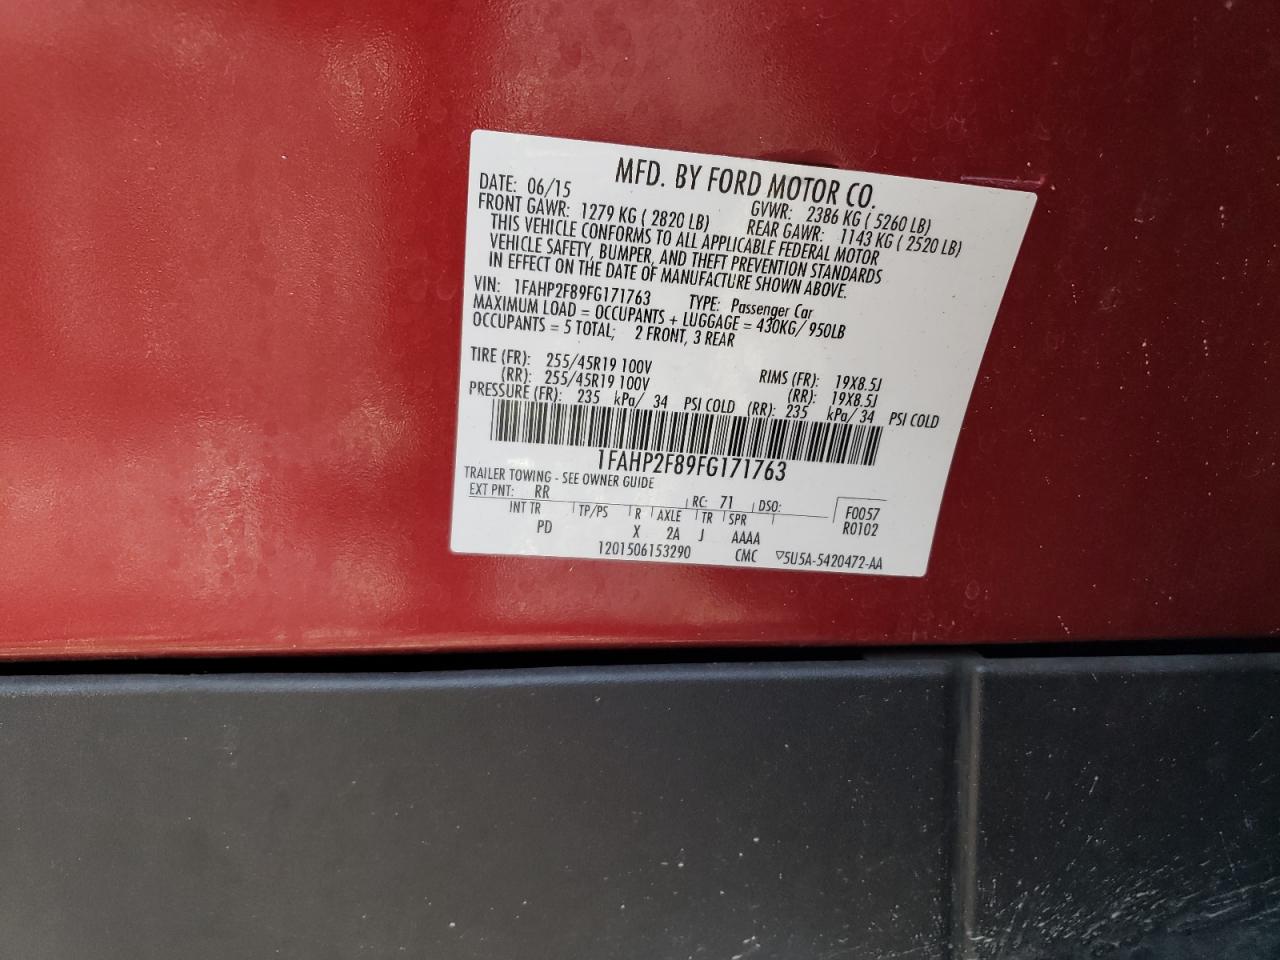 MFD. BY FORD MOTOR CO.
DATE: 06/15 GVWR: 2386 KG ( 5260 LB)
FRONT GAWR: 1279 KG ( 2820 LB) REAR GAWR: 1143 KG ( 2520 LB)
THIS VEHICLE CONFORMS TO ALL APPLICABLE FEDERAL MOTOR
VEHICLE SAFETY, BUMPER, AND THEFT PREVENTION STANDARDS
IN EFFECT ON THE DATE OF MANUFACTURE SHOWN ABOVE.
VIN: 1FAHP2F89FG171763 TYPE: Passenger Car
MAXIMUM LOAD = OCCUPANTS + LUGGAGE = 430KG/ 950LB
OCCUPANTS = 5 TOTAL; 2 FRONT, 3 REAR
TIRE (FR): 255/45R19 100V RIMS (FR): 19X8.5J
(RR): 255/45R19 100V (RR): 19X8.5J
PRESSURE (FR): 235 kPa/ 34 PSI COLD (RR): 235 kPa/ 34 PSI COLD
1FAHP2F89FG171763
TRAILER TOWING - SEE OWNER GUIDE
EXT PNT: RR RC: 71 DSO: F0057
INT TR TP/PS R AXLE TR SPR R0102
PD X 2A J AAAA
1201506153290 CMC ▽5U5A-5420472-AA